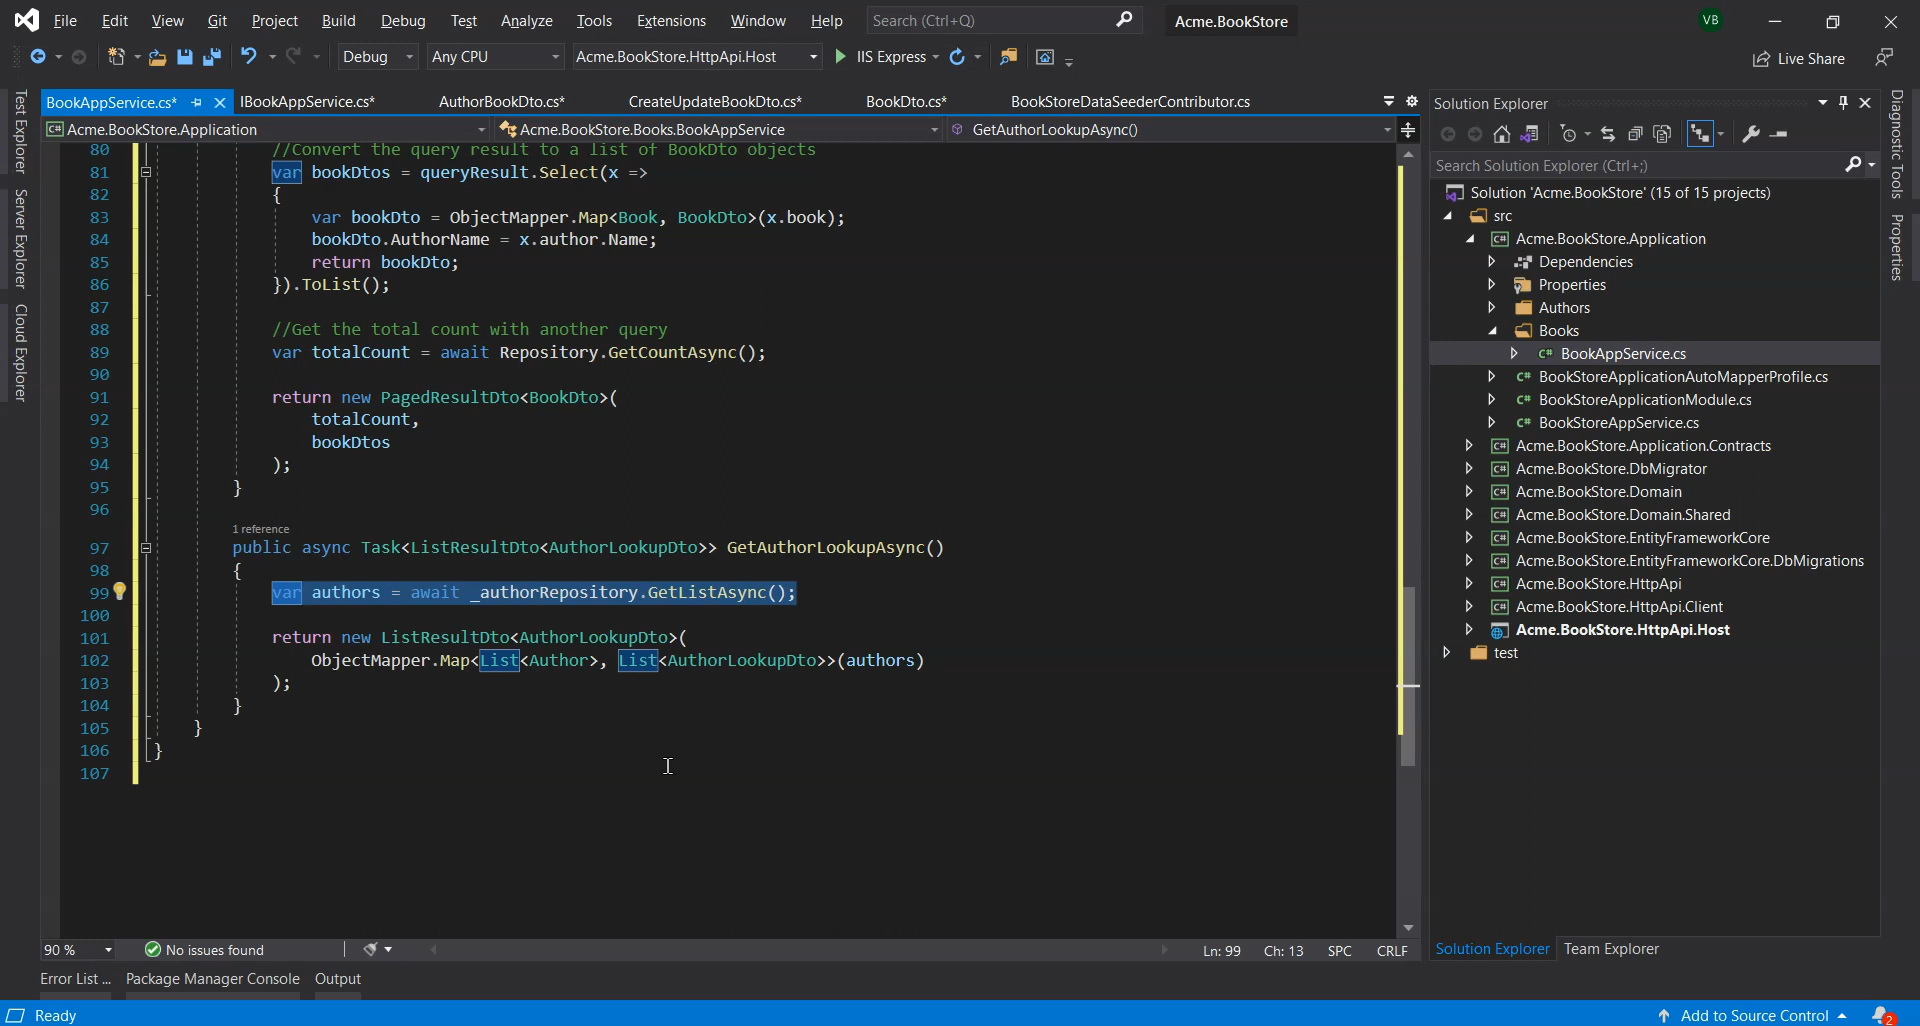 File Edit View Git Project Build Debug Test Analyze Tools Extensions Window Help Search (Ctrl+Q) Acme.BookStore VB
Debug Any CPU Acme.BookStore.HttpApi.Host IIS Express Live Share
BookAppService.cs* IBookAppService.cs* AuthorBookDto.cs* CreateUpdateBookDto.cs* BookDto.cs* BookStoreDataSeederContributor.cs
Acme.BookStore.Application Acme.BookStore.Books.BookAppService GetAuthorLookupAsync()
80 //Convert the query result to a list of BookDto objects
81 var bookDtos = queryResult.Select(x =>
82 {
83 var bookDto = ObjectMapper.Map<Book, BookDto>(x.book);
84 bookDto.AuthorName = x.author.Name;
85 return bookDto;
86 }).ToList();
87
88 //Get the total count with another query
89 var totalCount = await Repository.GetCountAsync();
90
91 return new PagedResultDto<BookDto>(
92 totalCount,
93 bookDtos
94 );
95 }
96
1 reference
97 public async Task<ListResultDto<AuthorLookupDto>> GetAuthorLookupAsync()
98 {
99 var authors = await _authorRepository.GetListAsync();
100
101 return new ListResultDto<AuthorLookupDto>(
102 ObjectMapper.Map<List<Author>, List<AuthorLookupDto>>(authors)
103 );
104 }
105 }
106 }
107
90 % No issues found Ln: 99 Ch: 13 SPC CRLF
Error List ... Package Manager Console Output
Ready Add to Source Control 2
Test Explorer
Server Explorer
Cloud Explorer
Solution Explorer
Search Solution Explorer (Ctrl+;)
Solution 'Acme.BookStore' (15 of 15 projects)
src
C# Acme.BookStore.Application
Dependencies
Properties
Authors
Books
C# BookAppService.cs
C# BookStoreApplicationAutoMapperProfile.cs
C# BookStoreApplicationModule.cs
C# BookStoreAppService.cs
C# Acme.BookStore.Application.Contracts
C# Acme.BookStore.DbMigrator
C# Acme.BookStore.Domain
C# Acme.BookStore.Domain.Shared
C# Acme.BookStore.EntityFrameworkCore
C# Acme.BookStore.EntityFrameworkCore.DbMigrations
C# Acme.BookStore.HttpApi
C# Acme.BookStore.HttpApi.Client
Acme.BookStore.HttpApi.Host
test
Solution Explorer Team Explorer
Diagnostic Tools
Properties